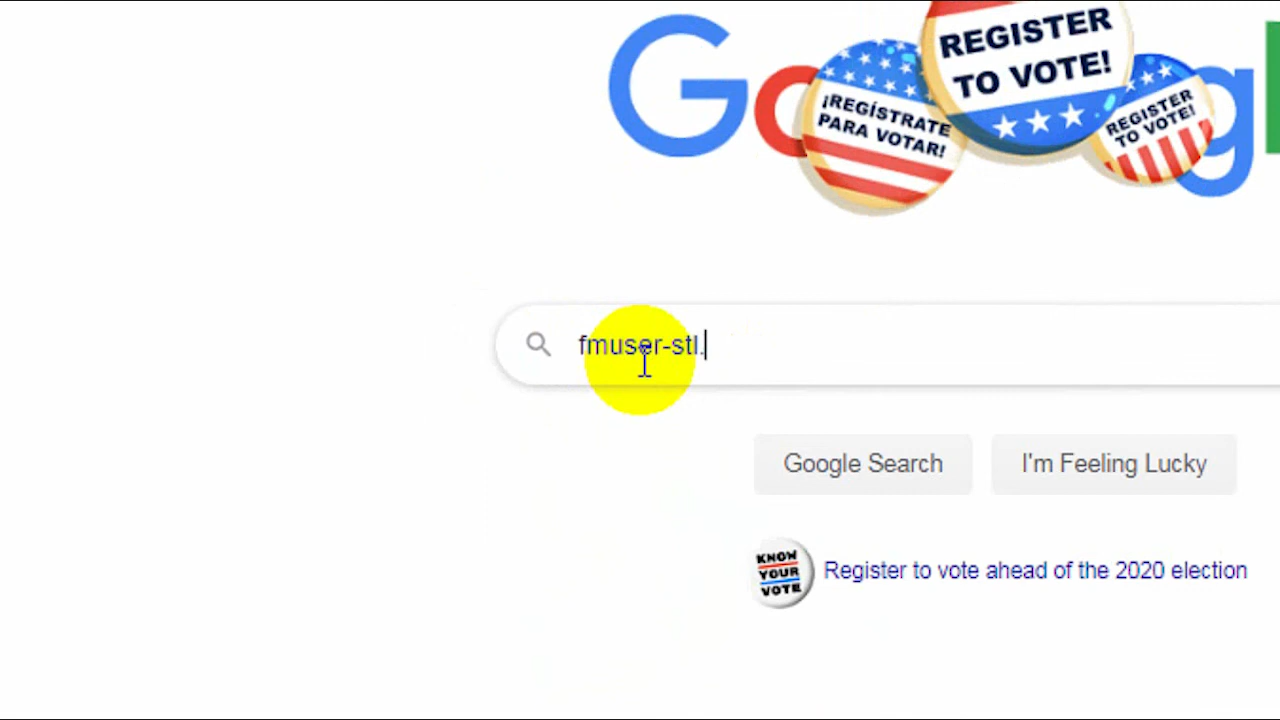 Google
REGISTER
TO VOTE!
¡REGÍSTRATE
PARA VOTAR!
REGISTER
TO VOTE!
fmuser-stl.
Google Search
I'm Feeling Lucky
KNOW
YOUR
VOTE
Register to vote ahead of the 2020 election